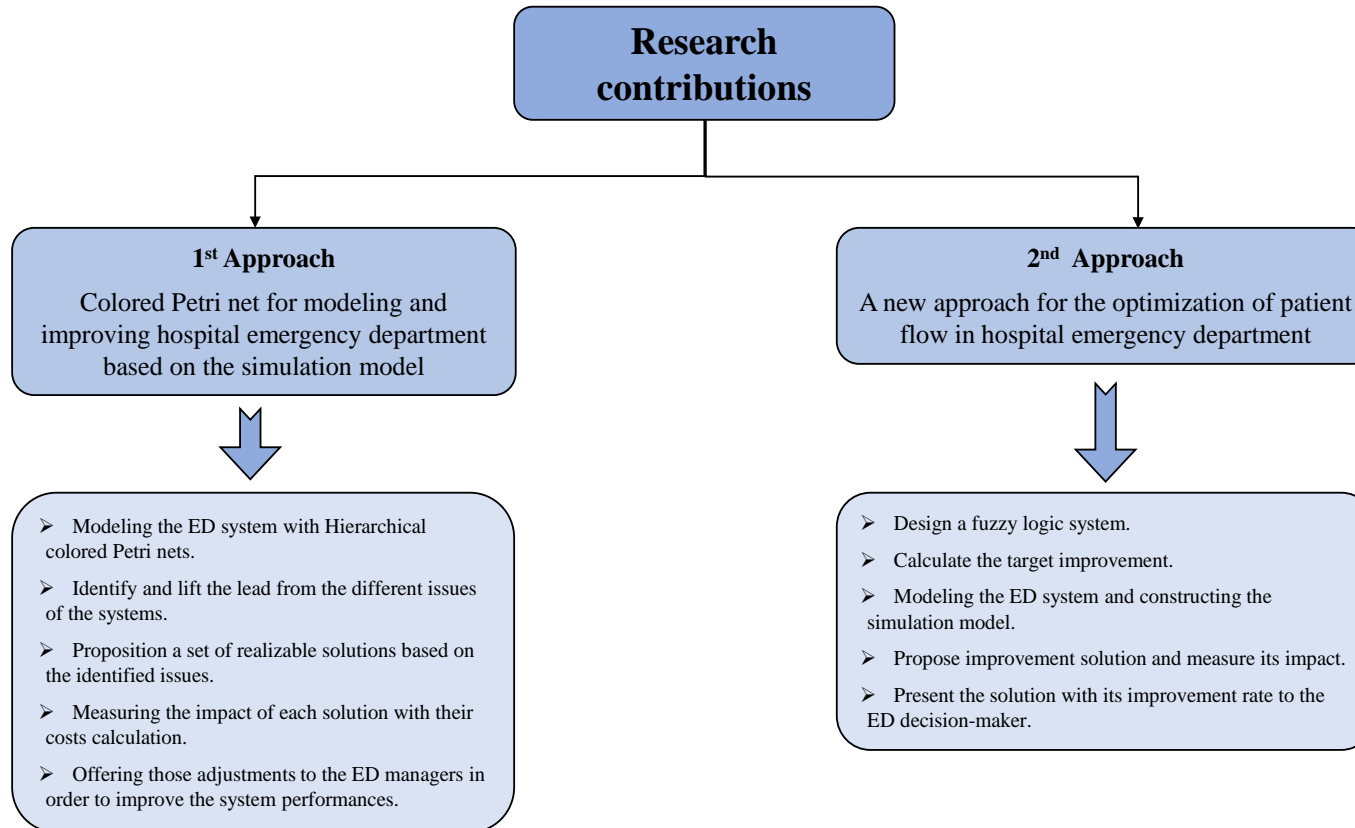 Research
contributions
1st Approach
Colored Petri net for modeling and
improving hospital emergency department
based on the simulation model
2nd Approach
A new approach for the optimization of patient
flow in hospital emergency department
➢ Modeling the ED system with Hierarchical
colored Petri nets.
➢ Identify and lift the lead from the different issues
of the systems.
➢ Proposition a set of realizable solutions based on
the identified issues.
➢ Measuring the impact of each solution with their
costs calculation.
➢ Offering those adjustments to the ED managers in
order to improve the system performances.
➢ Design a fuzzy logic system.
➢ Calculate the target improvement.
➢ Modeling the ED system and constructing the
simulation model.
➢ Propose improvement solution and measure its impact.
➢ Present the solution with its improvement rate to the
ED decision-maker.